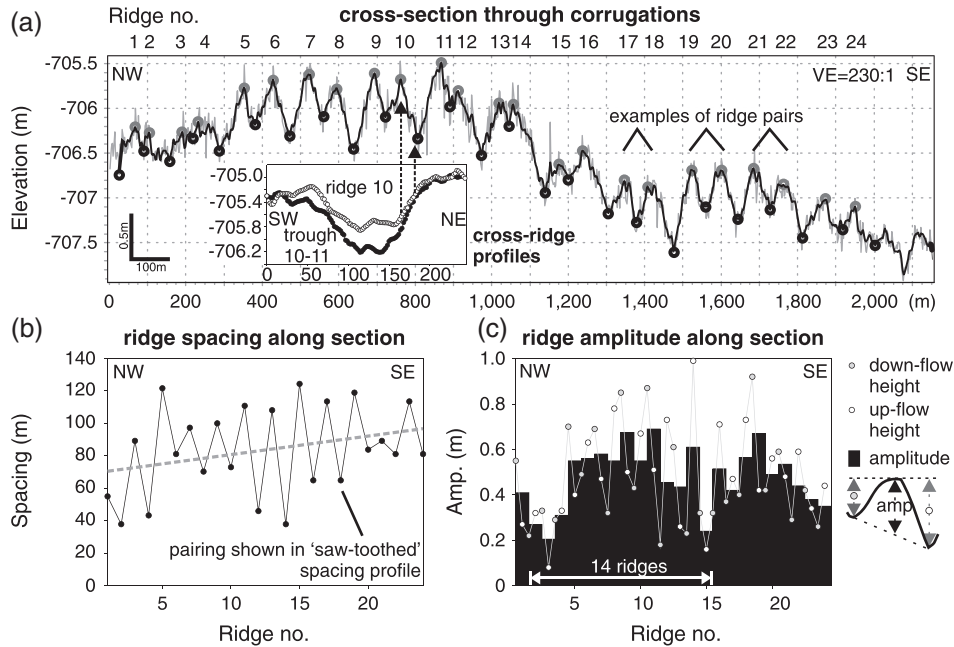 (a)
Ridge no.
cross-section through corrugations
1 2 3 4 5 6 7 8 9 10 11 12 13 14 15 16 17 18 19 20 21 22 23 24
NW
VE=230:1 SE
Elevation (m)
-705.5
-706
-706.5
-707
-707.5
examples of ridge pairs
-705.0
-705.4
-705.8
-706.2
ridge 10
SW
NE
trough
10-11
0 50 100 150 200
cross-ridge
profiles
0.5m
100m
0 200 400 600 800 1,000 1,200 1,400 1,600 1,800 2,000 (m)
(b)
ridge spacing along section
NW
SE
Spacing (m)
140
120
100
80
60
40
20
0
pairing shown in ‘saw-toothed’
spacing profile
5 10 15 20
Ridge no.
(c)
ridge amplitude along section
NW
SE
Amp. (m)
1.0
0.8
0.6
0.4
0.2
0
14 ridges
5 10 15 20
Ridge no.
down-flow
height
up-flow
height
amplitude
amp